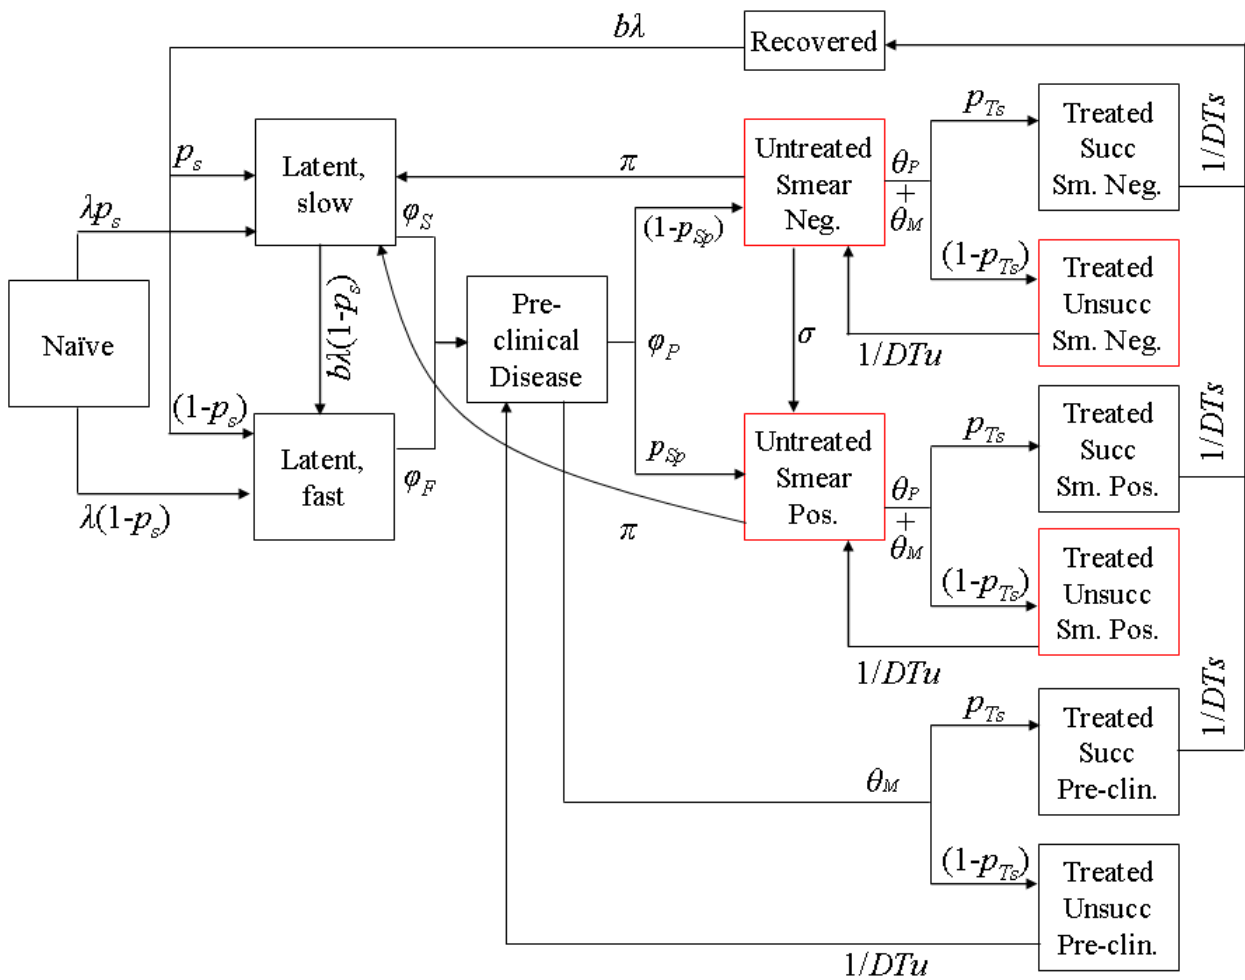 bλ
Recovered
p_Ts
Treated
Succ
Sm. Neg.
1/DTs
p_s
Latent,
slow
π
Untreated
Smear
Neg.
θ_P
+
θ_M
λp_s
φ_S
(1-p_Sp)
(1-p_Ts)
Treated
Unsucc
Sm. Neg.
Naïve
bλ(1-p_s)
Pre-
clinical
Disease
φ_P
σ
1/DTu
(1-p_s)
Latent,
fast
φ_F
p_Sp
Untreated
Smear
Pos.
θ_P
+
θ_M
p_Ts
Treated
Succ
Sm. Pos.
1/DTs
λ(1-p_s)
π
(1-p_Ts)
Treated
Unsucc
Sm. Pos.
1/DTu
p_Ts
Treated
Succ
Pre-clin.
1/DTs
θ_M
(1-p_Ts)
Treated
Unsucc
Pre-clin.
1/DTu